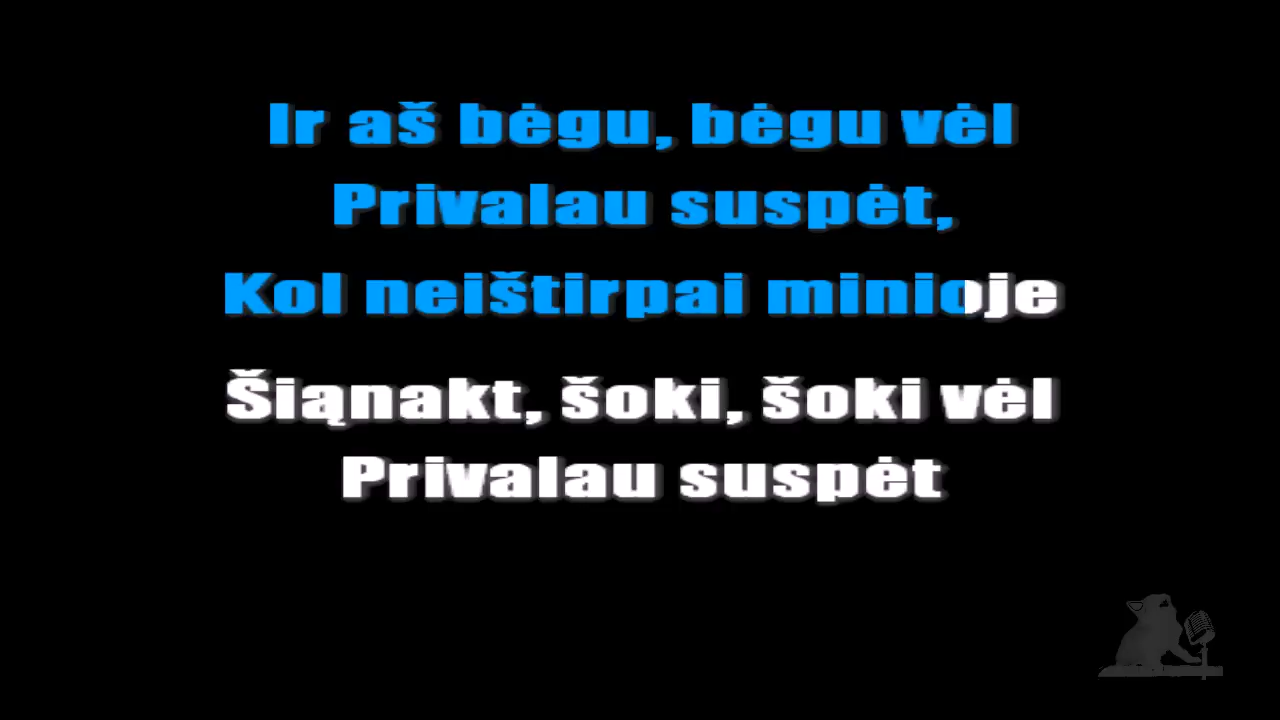 Ir aš bėgu, bėgu vėl
Privalau suspėt,
Kol neištirpai minioje
Šiąnakt, šoki, šoki vėl
Privalau suspėt